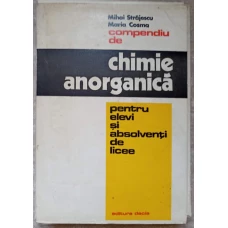 Mihai Străjescu
Maria Cosma
compendiu
de
chimie
anorganică
pentru
elevi
și
absolvenți
de
licee
editura dacia